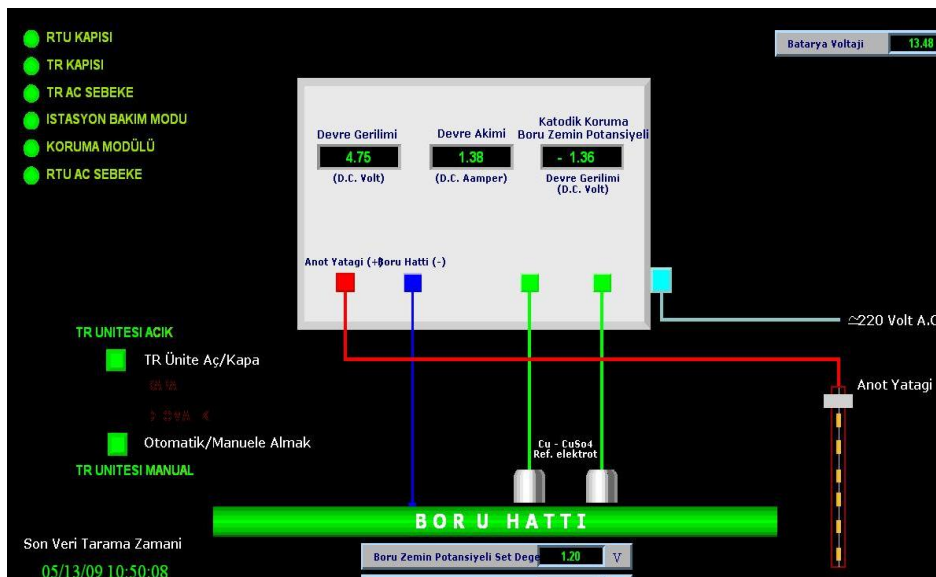 RTU KAPISI
TR KAPISI
TR AC SEBEKE
ISTASYON BAKIM MODU
KORUMA MODÜLÜ
RTU AC SEBEKE
Batarya Voltaji 13.48
Devre Gerilimi
4.75
(D.C. Volt)
Devre Akimi
1.38
(D.C. Aamper)
Katodik Koruma
Boru Zemin Potansiyeli
- 1.36
Devre Gerilimi
(D.C. Volt)
Anot Yatagi (+)
Boru Hatti (-)
≃220 Volt A.C
Anot Yatagi
TR UNITESI ACIK
TR Ünite Aç/Kapa
Otomatik/Manuele Almak
TR UNITESI MANUAL
Cu - CuSo4
Ref. elektrot
BORU HATTI
Son Veri Tarama Zamani
05/13/09 10:50:08
Boru Zemin Potansiyeli Set Dege 1.20 V